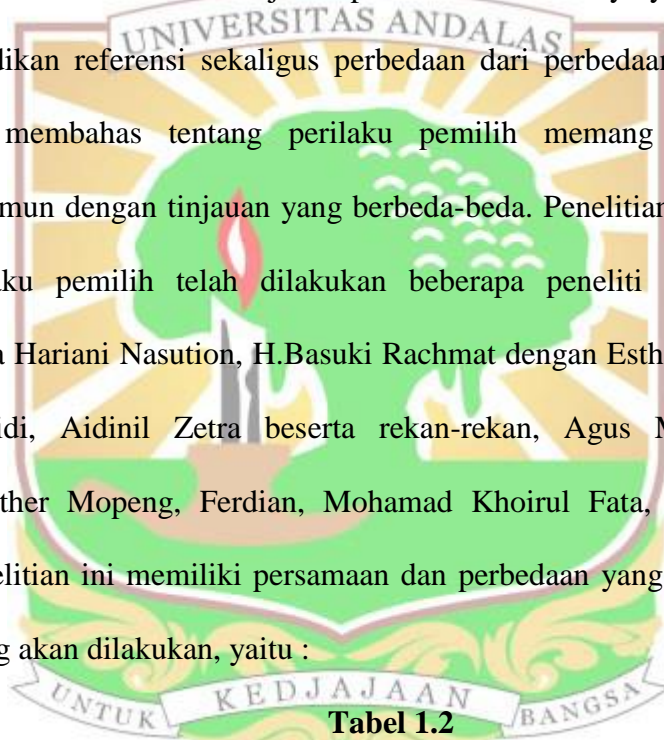 UNIVERSITAS ANDALAS
dikan referensi sekaligus perbedaan dari perbedaan
membahas tentang perilaku pemilih memang
mun dengan tinjauan yang berbeda-beda. Penelitian
ku pemilih telah dilakukan beberapa peneliti
a Hariani Nasution, H.Basuki Rachmat dengan Esth
idi, Aidinil Zetra beserta rekan-rekan, Agus M
ther Mopeng, Ferdian, Mohamad Khoirul Fata,
elitian ini memiliki persamaan dan perbedaan yang
g akan dilakukan, yaitu :
UNTUK KEDJAJAAN BANGSA
Tabel 1.2